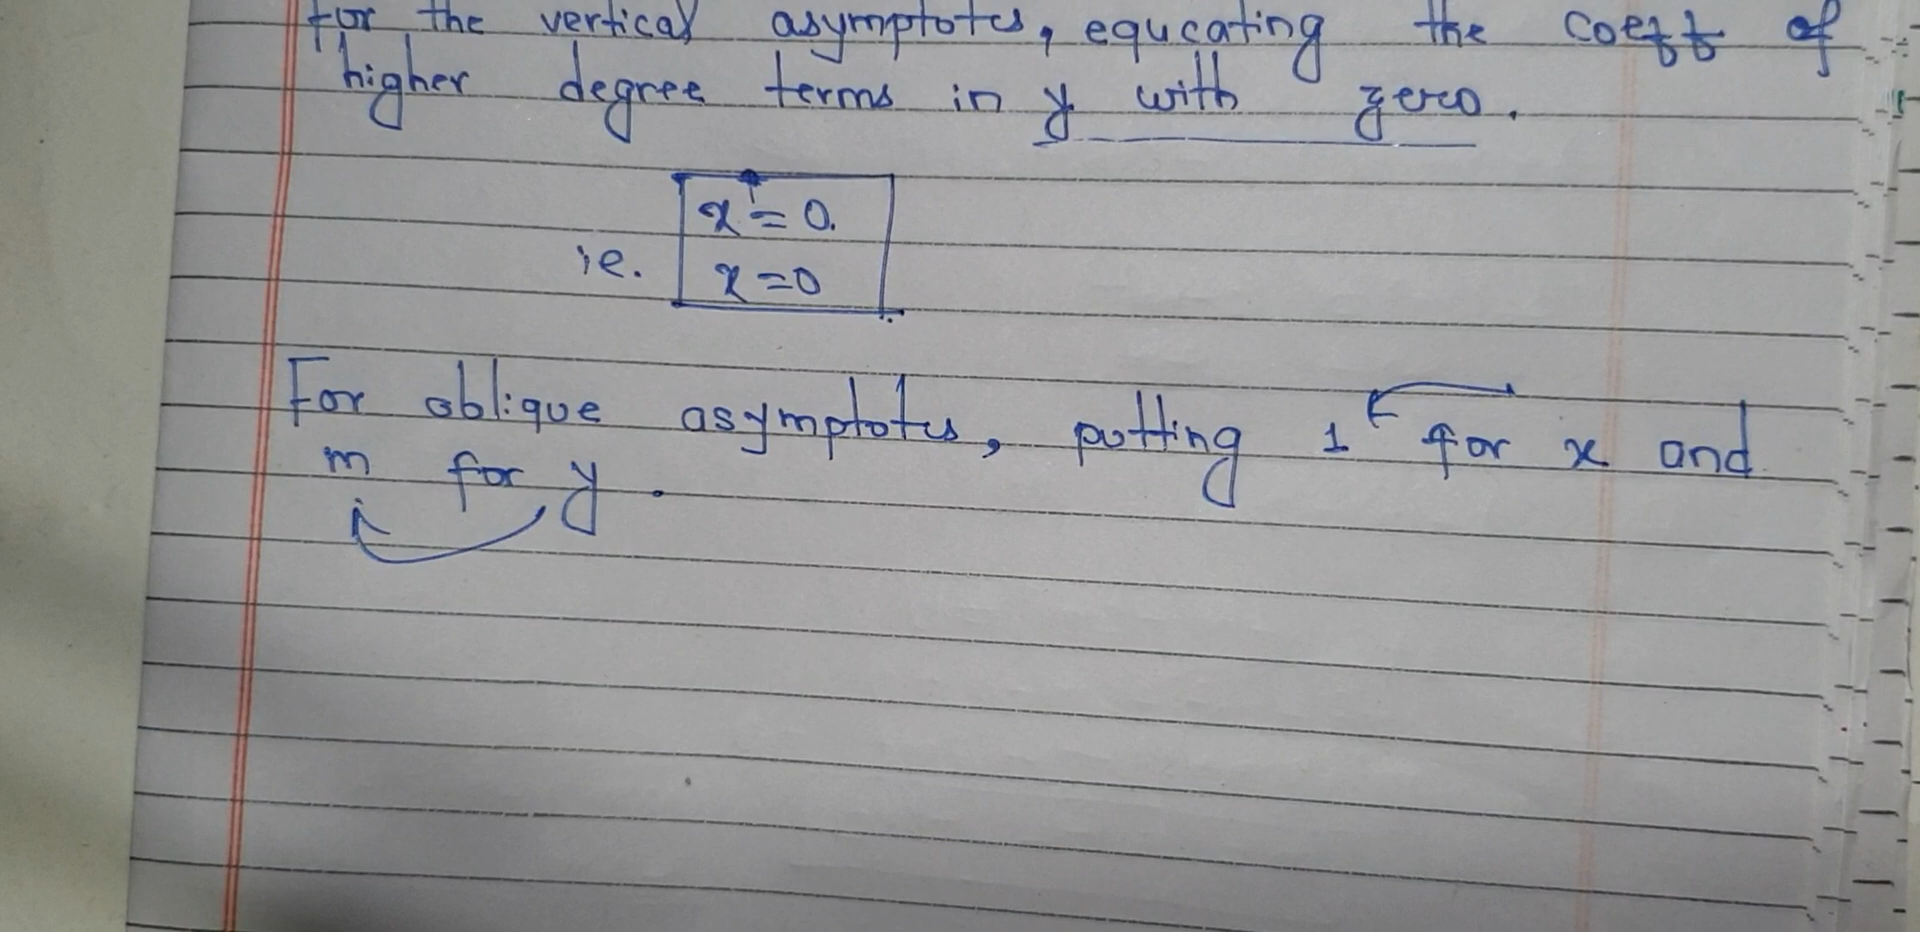 for the vertical asymptotes, equcating the coeff of
higher degree terms in y with zero.
x = 0.
ie. x = 0
For oblique asymptotes, putting 1 for x and
m for y.